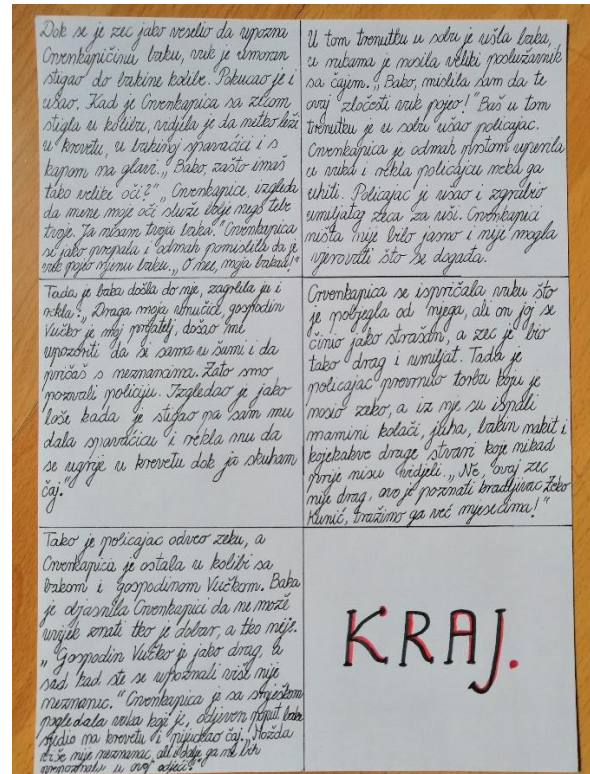 Dok se je zec jako veselio da upozna
Crvenkapičinu baku, vuk je umoran
stigao do bakine kolibe. Pokucao je i
ušao. Kad je Crvenkapica sa zecom
stigla u kolibu, vidjela je da netko leži
u krevetu, u bakinoj spavaćici i s
kapom na glavi. „Bako, zašto imaš
tako velike oči?" „Crvenkapice, izgleda
da mene moje oči služe bolje nego tebe
tvoje. Ja nisam tvoja baka." Crvenkapica
se jako prepala i odmah pomislila da je
vuk pojeo njenu baku. „O nee, moja baka!"
U tom trenutku u sobu je ušla baka,
u rukama je nosila veliki poslužavnik
sa čajem. „Bako, mislila sam da te
ovaj zločesti vuk pojeo!" Baš u tom
trenutku je u sobu ušao policajac.
Crvenkapica je odmah prstom uperila
u vuka i rekla policajcu neka ga
uhiti. Policajac je ušao i zgrabio
umiljatog zeca za uši. Crvenkapici
ništa nije bilo jasno i nije mogla
vjerovati što se događa.
Tada, je baka došla do nje, zagrlila ju i
rekla: „Draga moja unučice, gospodin
Vučko je moj prijatelj, došao me
upozoriti da si sama u šumi i da
pričaš s neznancima. Zato smo
pozvali policiju. Izgledao je jako
loše kada je stigao pa sam mu
dala spavaćicu i rekla mu da
se ugrije u krevetu dok ja skuham
čaj."
Crvenkapica se ispričala vuku što
je pobjegla od njega, ali on joj se
činio jako strašan, a zec je bio
tako drag i umiljat. Tada je
policajac prevrnuo torbu koju je
nosio zeko, a iz nje su ispali
mamini kolači, juha, bakin nakit i
kojekakve druge stvari koje nikad
prije nisu vidjeli. „Ne, ovaj zec
nije drag, ovo je poznati kradljivac Zeko
Kunić, tražimo ga već mjesecima!"
Tako je policajac odveo zeku, a
Crvenkapica je ostala u kolibi sa
bakom i gospodinom Vučkom. Baka
je objasnila Crvenkapici da ne može
uvijek znati tko je dobar, a tko nije.
„Gospodin Vučko je jako drag, a
sad kad ste se upoznali više nije
neznanac." Crvenkapica je sa smješkom
pogledala vuka koji je, odjeven poput bake
sjedio na krevetu i pijuckao čaj. „Možda
više nije neznanac, ali bi ga
prepoznala u ovoj odjeći?"
KRAJ.